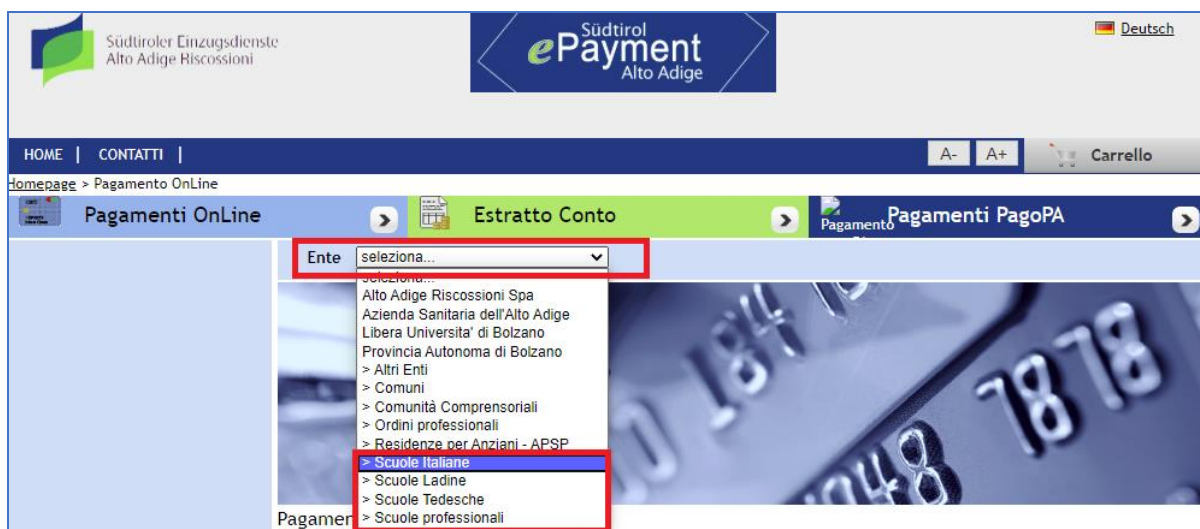 Südtiroler Einzugsdienste
Alto Adige Riscossioni
Südtirol
ePayment
Alto Adige
Deutsch
HOME | CONTATTI |
A- A+ Carrello
Homepage > Pagamento OnLine
Pagamenti OnLine
Estratto Conto
Pagamento Pagamenti PagoPA
Ente seleziona...
seleziona...
Alto Adige Riscossioni Spa
Azienda Sanitaria dell'Alto Adige
Libera Universita' di Bolzano
Provincia Autonoma di Bolzano
> Altri Enti
> Comuni
> Comunità Comprensoriali
> Ordini professionali
> Residenze per Anziani - APSP
> Scuole Italiane
> Scuole Ladine
> Scuole Tedesche
> Scuole professionali